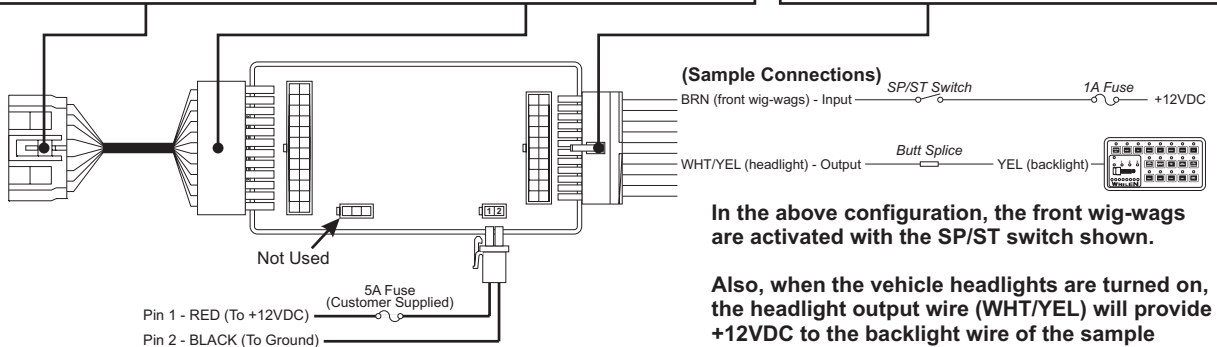 (Sample Connections)
BRN (front wig-wags) - Input
SP/ST Switch
1A Fuse
+12VDC
WHT/YEL (headlight) - Output
Butt Splice
YEL (backlight)
WHELEN
1 2
Not Used
In the above configuration, the front wig-wags
are activated with the SP/ST switch shown.
Also, when the vehicle headlights are turned on,
the headlight output wire (WHT/YEL) will provide
+12VDC to the backlight wire of the sample
5A Fuse
(Customer Supplied)
Pin 1 - RED (To +12VDC)
Pin 2 - BLACK (To Ground)